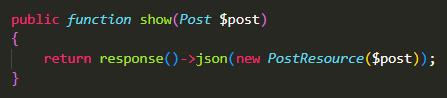 public function show(Post $post)
{
    return response()->json(new PostResource($post));
}